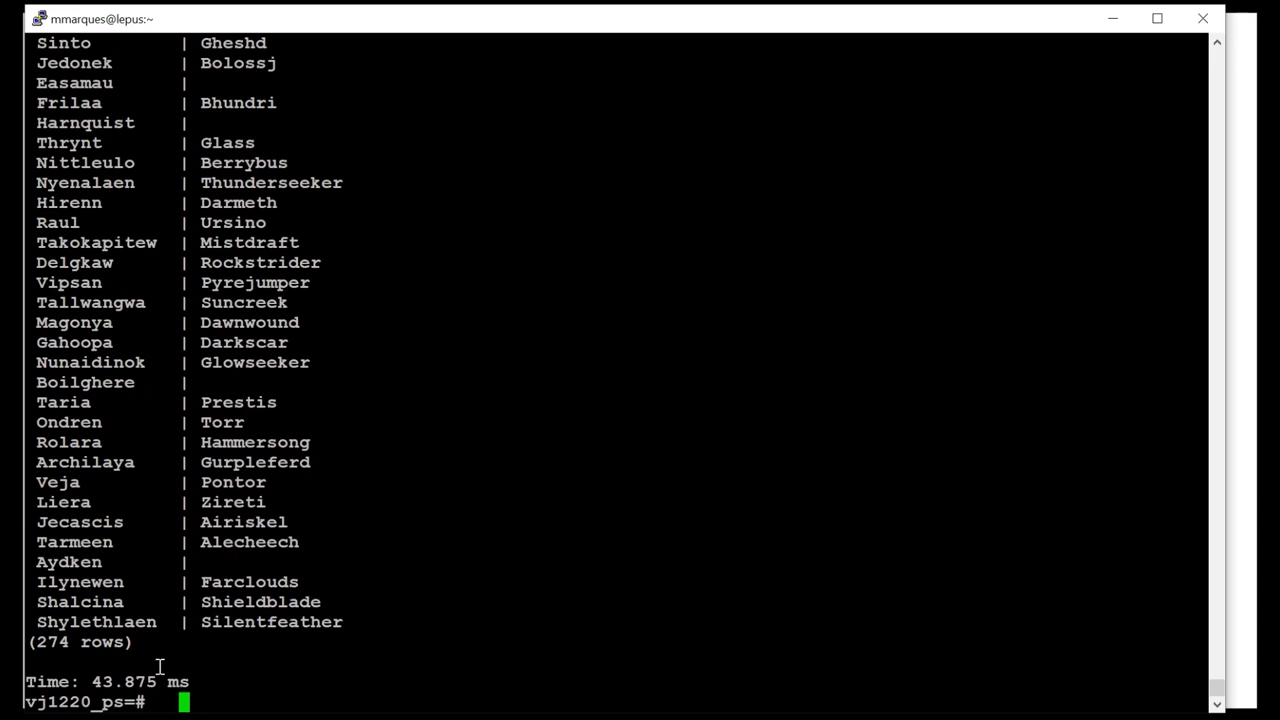 mmarques@lepus:~
Sinto | Gheshd
Jedonek | Bolossj
Easamau |
Frilaa | Bhundri
Harnquist |
Thrynt | Glass
Nittleulo | Berrybus
Nyenalaen | Thunderseeker
Hirenn | Darmeth
Raul | Ursino
Takokapitew | Mistdraft
Delgkaw | Rockstrider
Vipsan | Pyrejumper
Tallwangwa | Suncreek
Magonya | Dawnwound
Gahoopa | Darkscar
Nunaidinok | Glowseeker
Boilghere |
Taria | Prestis
Ondren | Torr
Rolara | Hammersong
Archilaya | Gurpleferd
Veja | Pontor
Liera | Zireti
Jecascis | Airiskel
Tarmeen | Alecheech
Aydken |
Ilynewen | Farclouds
Shalcina | Shieldblade
Shylethlaen | Silentfeather
(274 rows)
Time: 43.875 ms
vj1220_ps=#